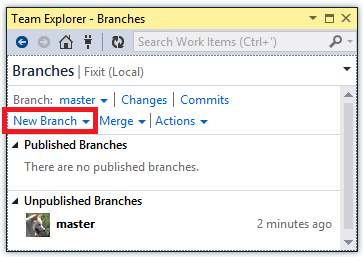 Team Explorer - Branches
Search Work Items (Ctrl+')
Branches | Fixit (Local)
Branch: master | Changes | Commits
New Branch | Merge | Actions
Published Branches
There are no published branches.
Unpublished Branches
master 2 minutes ago